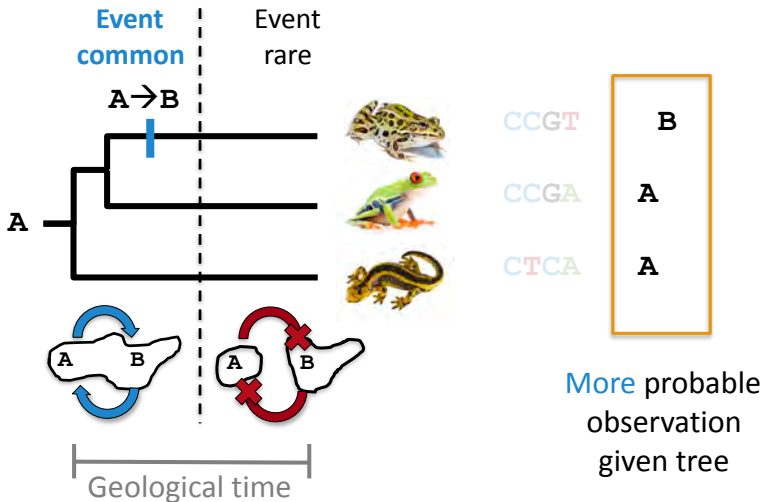 Event common
Event rare
A→B
A
CCGT B
CCGA A
CTCA A
A B
A B
More probable
observation
given tree
Geological time